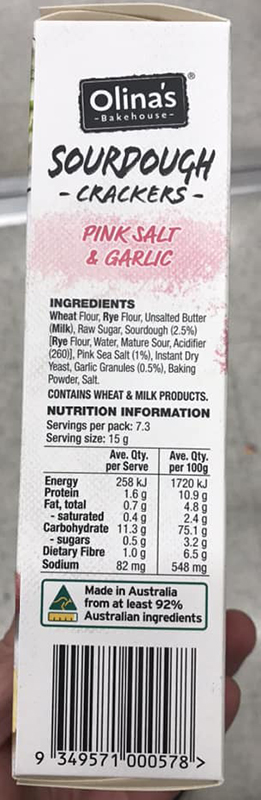 Olina's®
-Bakehouse-
SOURDOUGH
- CRACKERS -
PINK SALT
& GARLIC
INGREDIENTS
Wheat Flour, Rye Flour, Unsalted Butter
(Milk), Raw Sugar, Sourdough (2.5%)
[Rye Flour, Water, Mature Sour, Acidifier
(260)], Pink Sea Salt (1%), Instant Dry
Yeast, Garlic Granules (0.5%), Baking
Powder, Salt.
CONTAINS WHEAT & MILK PRODUCTS.
NUTRITION INFORMATION
Servings per pack: 7.3
Serving size: 15 g
Ave. Qty. Ave. Qty.
per Serve per 100g
Energy 258 kJ 1720 kJ
Protein 1.6 g 10.9 g
Fat, total 0.7 g 4.8 g
- saturated 0.4 g 2.4 g
Carbohydrate 11.3 g 75.1 g
- sugars 0.5 g 3.2 g
Dietary Fibre 1.0 g 6.5 g
Sodium 82 mg 548 mg
Made in Australia
from at least 92%
Australian ingredients
9 349571 000578 >